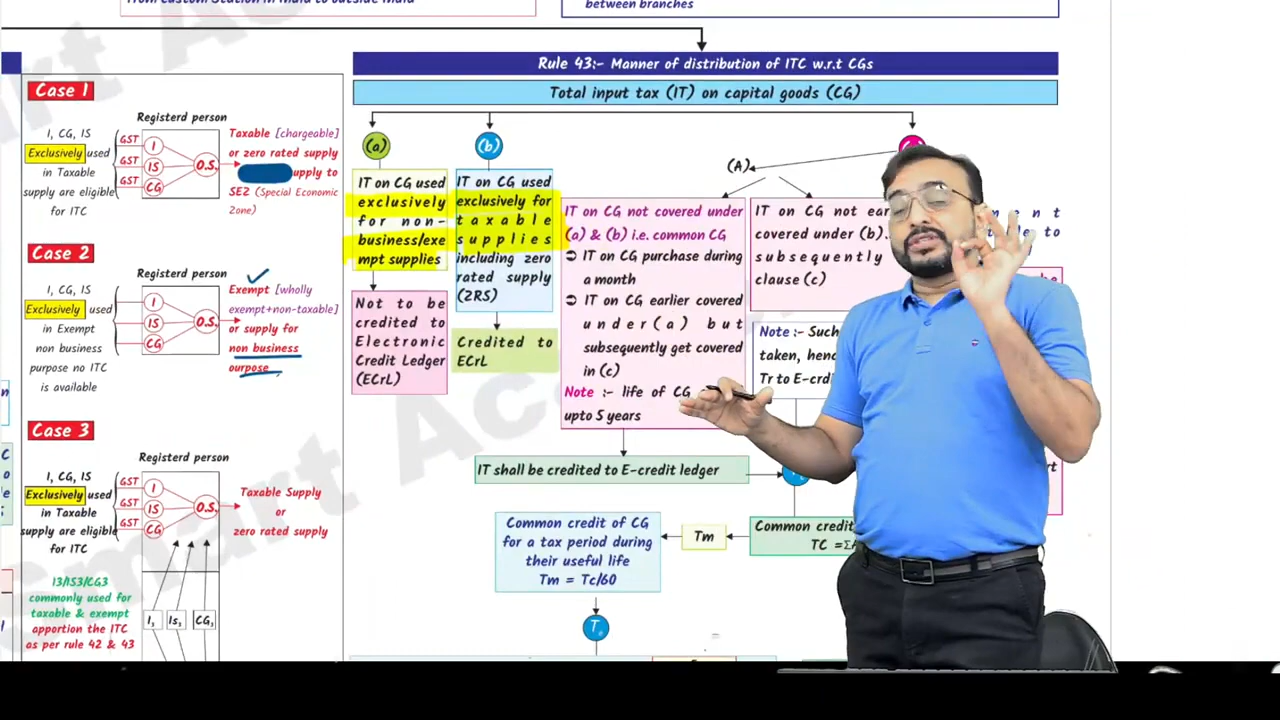 from Custom Station in India to outside India
between branches
Rule 43:- Manner of distribution of ITC w.r.t CGs
Total input tax (IT) on capital goods (CG)
Case 1
Registerd person
I, CG, IS
Exclusively used
in Taxable
supply are eligible
for ITC
GST
GST
GST
I
IS
CG
O.S.
Taxable [chargeable]
or zero rated supply
upply to
SEZ (Special Economic
Zone)
Case 2
Registerd person
I, CG, IS
Exclusively used
in Exempt
non business
purpose no ITC
is available
I
IS
CG
O.S.
Exempt [wholly
exempt+non-taxable]
or supply for
non business
ourpose
Case 3
Registerd person
I, CG, IS
Exclusively used
in Taxable
supply are eligible
for ITC
GST
GST
GST
I
IS
CG
O.S.
Taxable Supply
or
zero rated supply
I3/IS3/CG3
commonly used for
taxable & exempt
apportion the ITC
as per rule 42 & 43
I3
IS3
CG3
(a)
IT on CG used
exclusively
for non-
business/exe
mpt supplies
Not to be
credited to
Electronic
Credit Ledger
(ECrL)
(b)
IT on CG used
exclusively for
taxable
supplies
including zero
rated supply
(ZRS)
Credited to
ECrL
(A)
IT on CG not covered under
(a) & (b) i.e. common CG
➲ IT on CG purchase during
a month
➲ IT on CG earlier covered
under(a) but
subsequently get covered
in (c)
Note :- life of CG
upto 5 years
IT on CG not ear
covered under (b).
subsequently
clause (c)
Note :- Such
taken, henc
Tr to E-crdi
IT shall be credited to E-credit ledger
Common credit
TC =Σ
Tm
Common credit of CG
for a tax period during
their useful life
Tm = Tc/60
Smart Aca